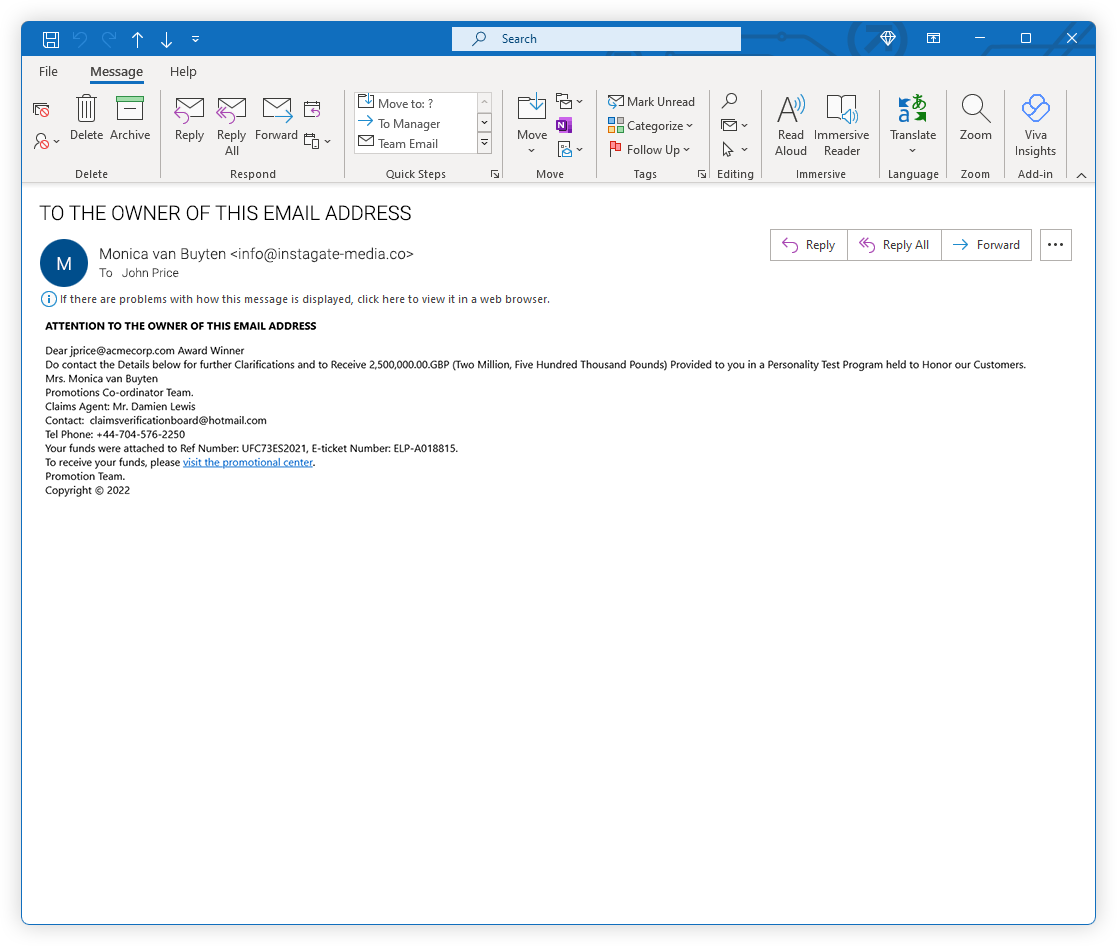 Search
File Message Help
Delete Archive
Reply Reply All Forward
Move to: ?
To Manager
Team Email
Move
Mark Unread
Categorize
Follow Up
Read Aloud Immersive Reader
Translate
Zoom
Viva Insights
Delete Respond Quick Steps Move Tags Editing Immersive Language Zoom Add-in
TO THE OWNER OF THIS EMAIL ADDRESS
M
Monica van Buyten <info@instagate-media.co>
To John Price
Reply Reply All Forward
If there are problems with how this message is displayed, click here to view it in a web browser.
ATTENTION TO THE OWNER OF THIS EMAIL ADDRESS
Dear jprice@acmecorp.com Award Winner
Do contact the Details below for further Clarifications and to Receive 2,500,000.00.GBP (Two Million, Five Hundred Thousand Pounds) Provided to you in a Personality Test Program held to Honor our Customers.
Mrs. Monica van Buyten
Promotions Co-ordinator Team.
Claims Agent: Mr. Damien Lewis
Contact: claimsverificationboard@hotmail.com
Tel Phone: +44-704-576-2250
Your funds were attached to Ref Number: UFC73ES2021, E-ticket Number: ELP-A018815.
To receive your funds, please visit the promotional center.
Promotion Team.
Copyright © 2022